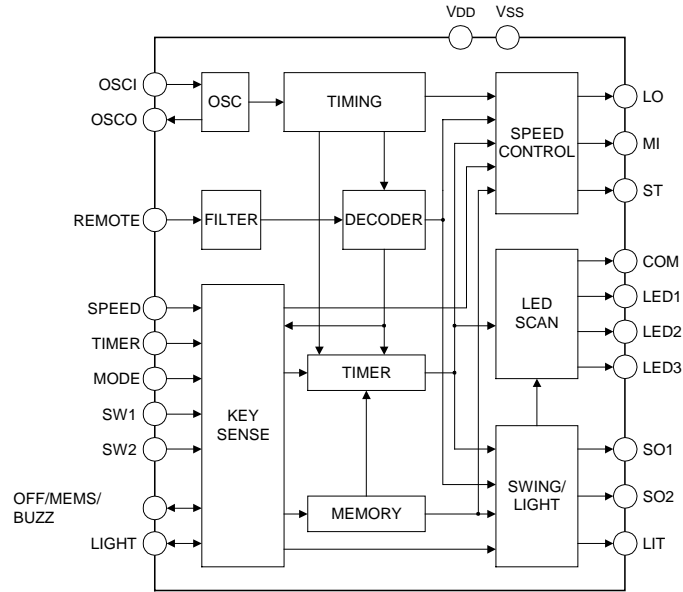 VDD
VSS
OSCI
OSC
TIMING
SPEED
CONTROL
LO
OSCO
MI
ST
REMOTE
FILTER
DECODER
COM
LED
SCAN
LED1
LED2
LED3
SPEED
TIMER
MODE
SW1
SW2
KEY
SENSE
TIMER
OFF/MEMS/
BUZZ
LIGHT
MEMORY
SWING/
LIGHT
SO1
SO2
LIT